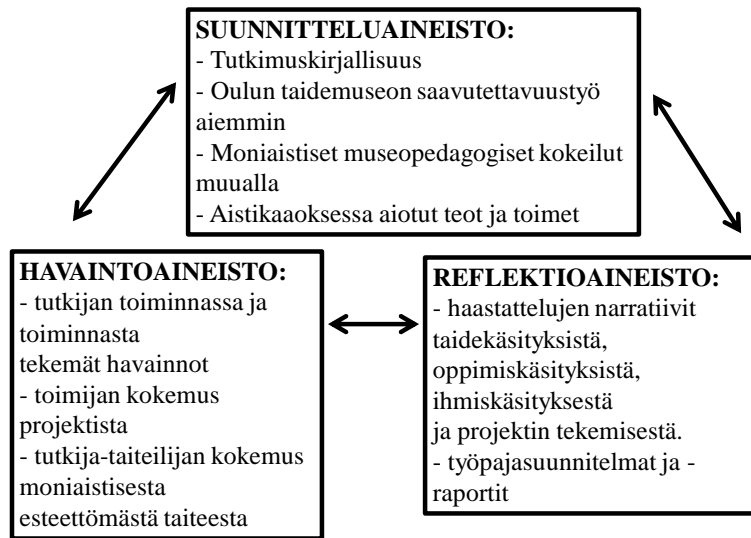 SUUNNITTELUAINEISTO:
- Tutkimuskirjallisuus
- Oulun taidemuseon saavutettavuustyö
aiemmin
- Moniaistiset museopedagogiset kokeilut
muualla
- Aistikaaoksessa aiotut teot ja toimet
HAVAINTOAINEISTO:
- tutkijan toiminnassa ja
toiminnasta
tekemät havainnot
- toimijan kokemus
projektista
- tutkija-taiteilijan kokemus
moniaistisesta
esteettömästä taiteesta
REFLEKTIOAINEISTO:
- haastattelujen narratiivit
taidekäsityksistä,
oppimiskäsityksistä,
ihmiskäsityksestä
ja projektin tekemisestä.
- työpajasuunnitelmat ja -
raportit